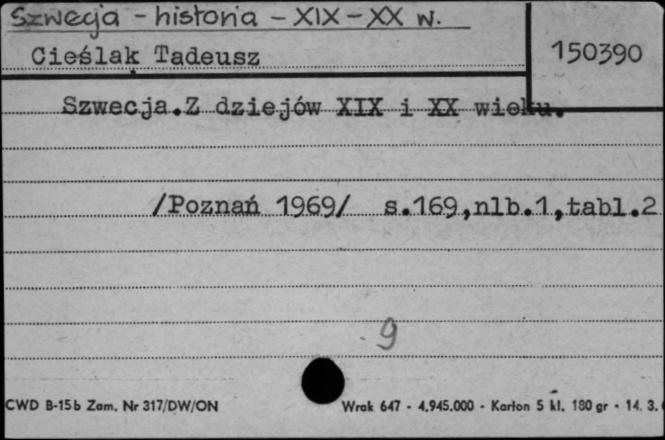 Szwecja - historia - XIX - XX w.
Cieślak Tadeusz
150390
Szwecja.Z dziejów XIX i XX wieku.
/Poznań 1969/ s.169,nlb.1,tabl.2
9
CWD B-15b Zam. Nr 317/DW/ON
Wrak 647 - 4.945.000 - Karton 5 kl. 180 gr - 14. 3.